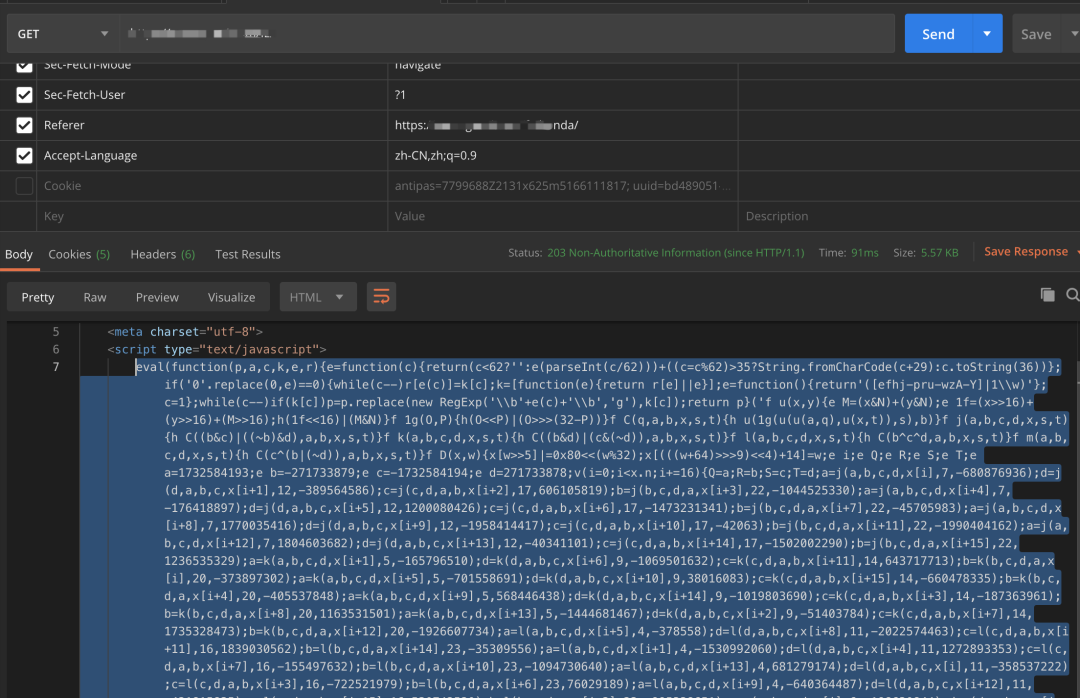 GET
Send
Save
Sec-Fetch-Mode navigate
Sec-Fetch-User ?1
Referer https: nda/
Accept-Language zh-CN,zh;q=0.9
Cookie antipas=7799688Z2131x625m5166111817; uuid=bd489051-...
Key Value Description
Body Cookies (5) Headers (6) Test Results Status: 203 Non-Authoritative Information (since HTTP/1.1) Time: 91ms Size: 5.57 KB Save Response
Pretty Raw Preview Visualize HTML
5 <meta charset="utf-8">
6 <script type="text/javascript">
7 eval(function(p,a,c,k,e,r){e=function(c){return(c<62?'':e(parseInt(c/62)))+((c=c%62)>35?String.fromCharCode(c+29):c.toString(36))};
if('0'.replace(0,e)==0){while(c--)r[e(c)]=k[c];k=[function(e){return r[e]||e}];e=function(){return'([efhj-pru-wzA-Y]|1\\w)'};
c=1};while(c--)if(k[c])p=p.replace(new RegExp('\\b'+e(c)+'\\b','g'),k[c]);return p}('f u(x,y){e M=(x&N)+(y&N);e 1f=(x>>16)+
(y>>16)+(M>>16);h(1f<<16)|(M&N)}f 1g(O,P){h(O<<P)|(O>>>(32-P))}f C(q,a,b,x,s,t){h u(1g(u(u(a,q),u(x,t)),s),b)}f j(a,b,c,d,x,s,t)
{h C((b&c)|((~b)&d),a,b,x,s,t)}f k(a,b,c,d,x,s,t){h C((b&d)|(c&(~d)),a,b,x,s,t)}f l(a,b,c,d,x,s,t){h C(b^c^d,a,b,x,s,t)}f m(a,b,
c,d,x,s,t){h C(c^(b|(~d)),a,b,x,s,t)}f D(x,w){x[w>>5]|=0x80<<(w%32);x[(((w+64)>>>9)<<4)+14]=w;e i;e Q;e R;e S;e T;e
a=1732584193;e b=-271733879;e c=-1732584194;e d=271733878;v(i=0;i<x.n;i+=16){Q=a;R=b;S=c;T=d;a=j(a,b,c,d,x[i],7,-680876936);d=j
(d,a,b,c,x[i+1],12,-389564586);c=j(c,d,a,b,x[i+2],17,606105819);b=j(b,c,d,a,x[i+3],22,-1044525330);a=j(a,b,c,d,x[i+4],7,
-176418897);d=j(d,a,b,c,x[i+5],12,1200080426);c=j(c,d,a,b,x[i+6],17,-1473231341);b=j(b,c,d,a,x[i+7],22,-45705983);a=j(a,b,c,d,x
[i+8],7,1770035416);d=j(d,a,b,c,x[i+9],12,-1958414417);c=j(c,d,a,b,x[i+10],17,-42063);b=j(b,c,d,a,x[i+11],22,-1990404162);a=j(a,
b,c,d,x[i+12],7,1804603682);d=j(d,a,b,c,x[i+13],12,-40341101);c=j(c,d,a,b,x[i+14],17,-1502002290);b=j(b,c,d,a,x[i+15],22,
1236535329);a=k(a,b,c,d,x[i+1],5,-165796510);d=k(d,a,b,c,x[i+6],9,-1069501632);c=k(c,d,a,b,x[i+11],14,643717713);b=k(b,c,d,a,x
[i],20,-373897302);a=k(a,b,c,d,x[i+5],5,-701558691);d=k(d,a,b,c,x[i+10],9,38016083);c=k(c,d,a,b,x[i+15],14,-660478335);b=k(b,c,
d,a,x[i+4],20,-405537848);a=k(a,b,c,d,x[i+9],5,568446438);d=k(d,a,b,c,x[i+14],9,-1019803690);c=k(c,d,a,b,x[i+3],14,-187363961);
b=k(b,c,d,a,x[i+8],20,1163531501);a=k(a,b,c,d,x[i+13],5,-1444681467);d=k(d,a,b,c,x[i+2],9,-51403784);c=k(c,d,a,b,x[i+7],14,
1735328473);b=k(b,c,d,a,x[i+12],20,-1926607734);a=l(a,b,c,d,x[i+5],4,-378558);d=l(d,a,b,c,x[i+8],11,-2022574463);c=l(c,d,a,b,x[i
+11],16,1839030562);b=l(b,c,d,a,x[i+14],23,-35309556);a=l(a,b,c,d,x[i+1],4,-1530992060);d=l(d,a,b,c,x[i+4],11,1272893353);c=l(c,
d,a,b,x[i+7],16,-155497632);b=l(b,c,d,a,x[i+10],23,-1094730640);a=l(a,b,c,d,x[i+13],4,681279174);d=l(d,a,b,c,x[i],11,-358537222)
;c=l(c,d,a,b,x[i+3],16,-722521979);b=l(b,c,d,a,x[i+6],23,76029189);a=l(a,b,c,d,x[i+9],4,-640364487);d=l(d,a,b,c,x[i+12],11,